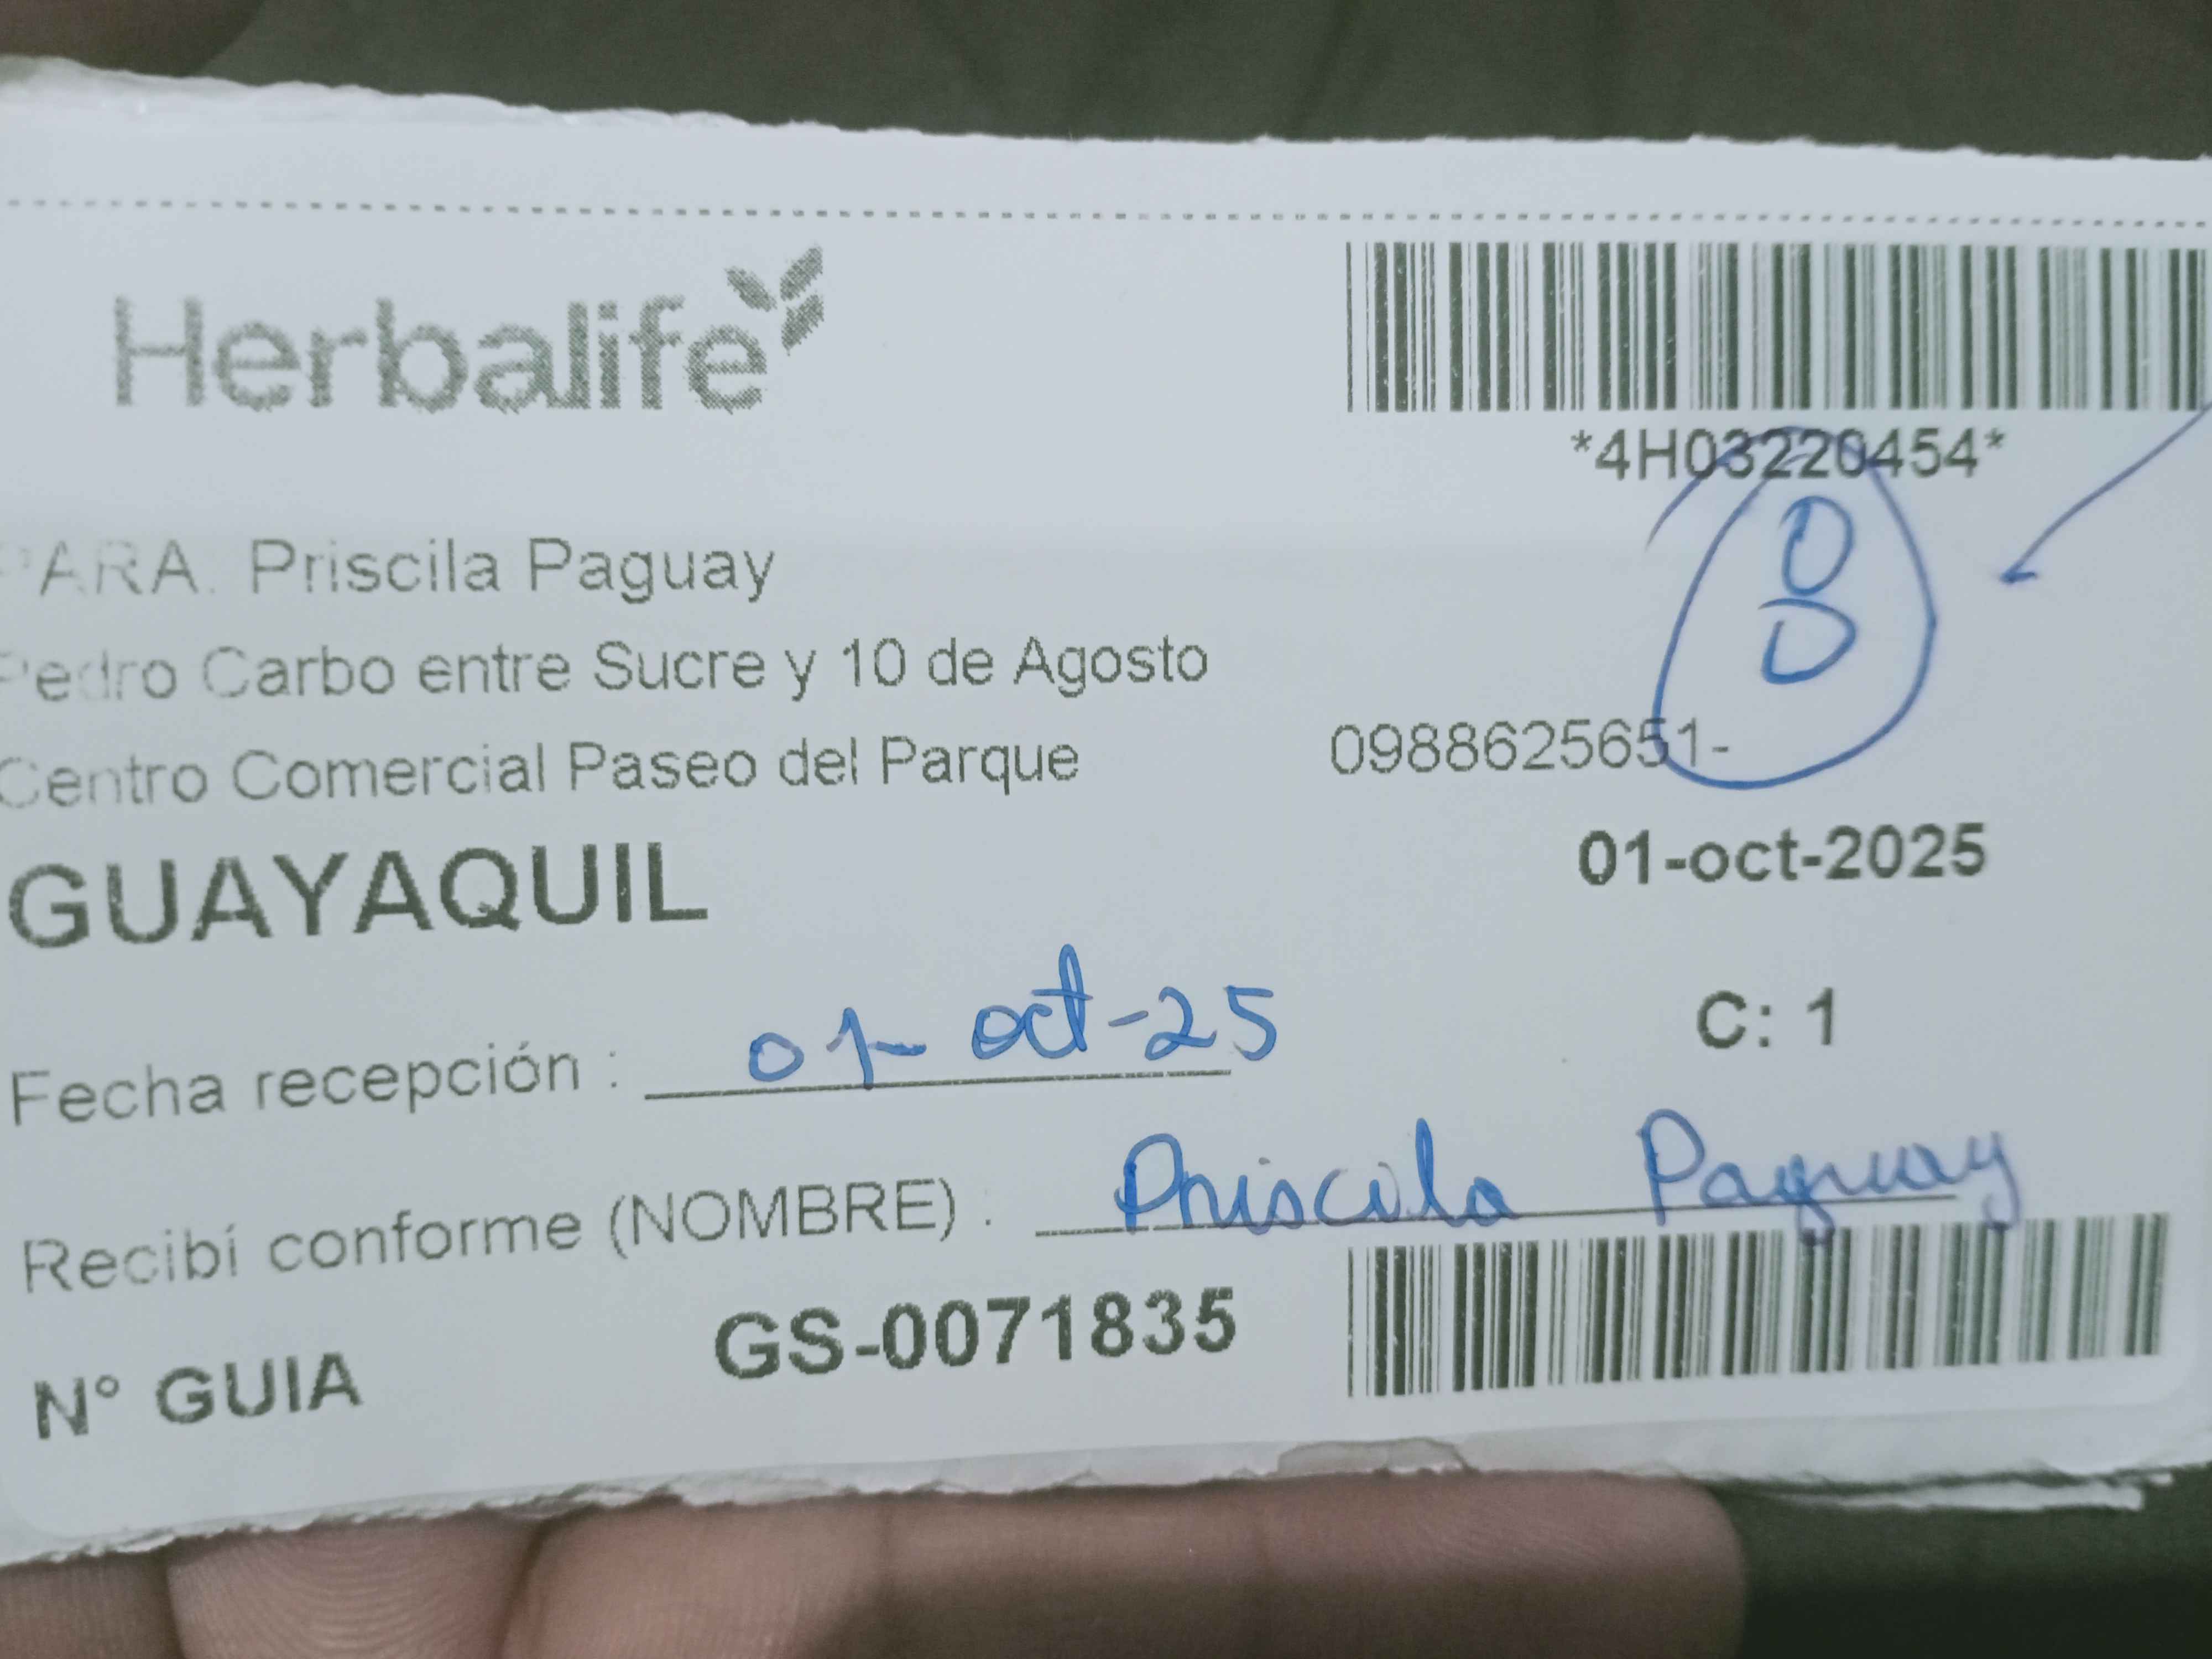 Herbalife
*4H03220454*
PARA. Priscila Paguay
Pedro Carbo entre Sucre y 10 de Agosto
Centro Comercial Paseo del Parque
0988625651-
GUAYAQUIL
01-oct-2025
Fecha recepción : 01-oct-25
C: 1
Recibí conforme (NOMBRE) . Priscila Paguay
N° GUIA GS-0071835